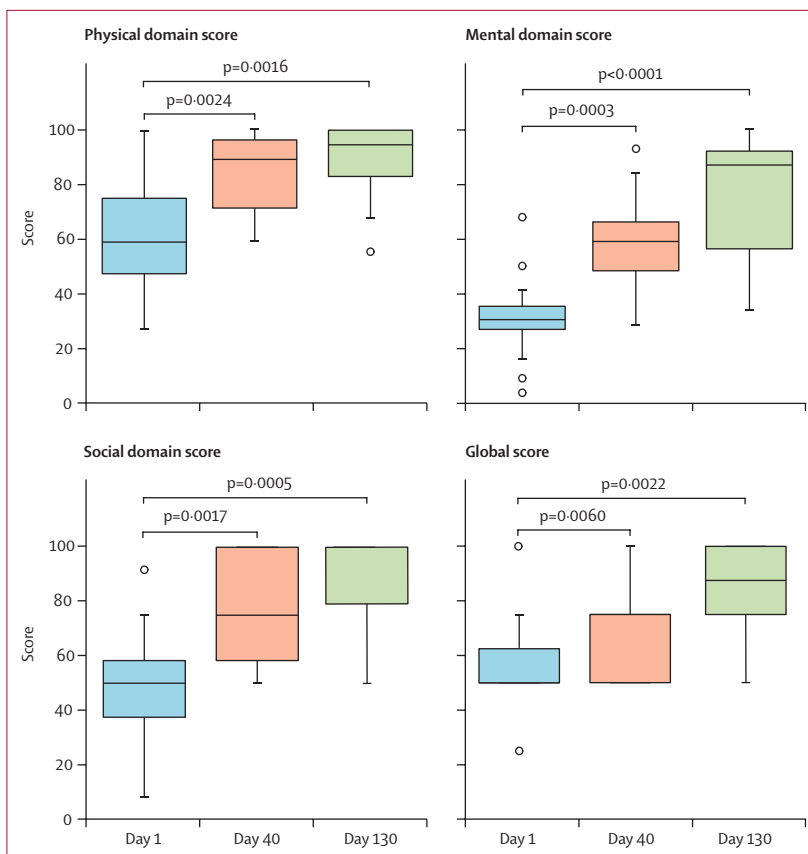 Physical domain score
Mental domain score
p=0·0016
p<0·0001
p=0·0024
p=0·0003
100
80
60
40
20
0
Score
Social domain score
Global score
p=0·0005
p=0·0022
p=0·0017
p=0·0060
100
80
60
40
20
0
Score
Day 1
Day 40
Day 130
Day 1
Day 40
Day 130